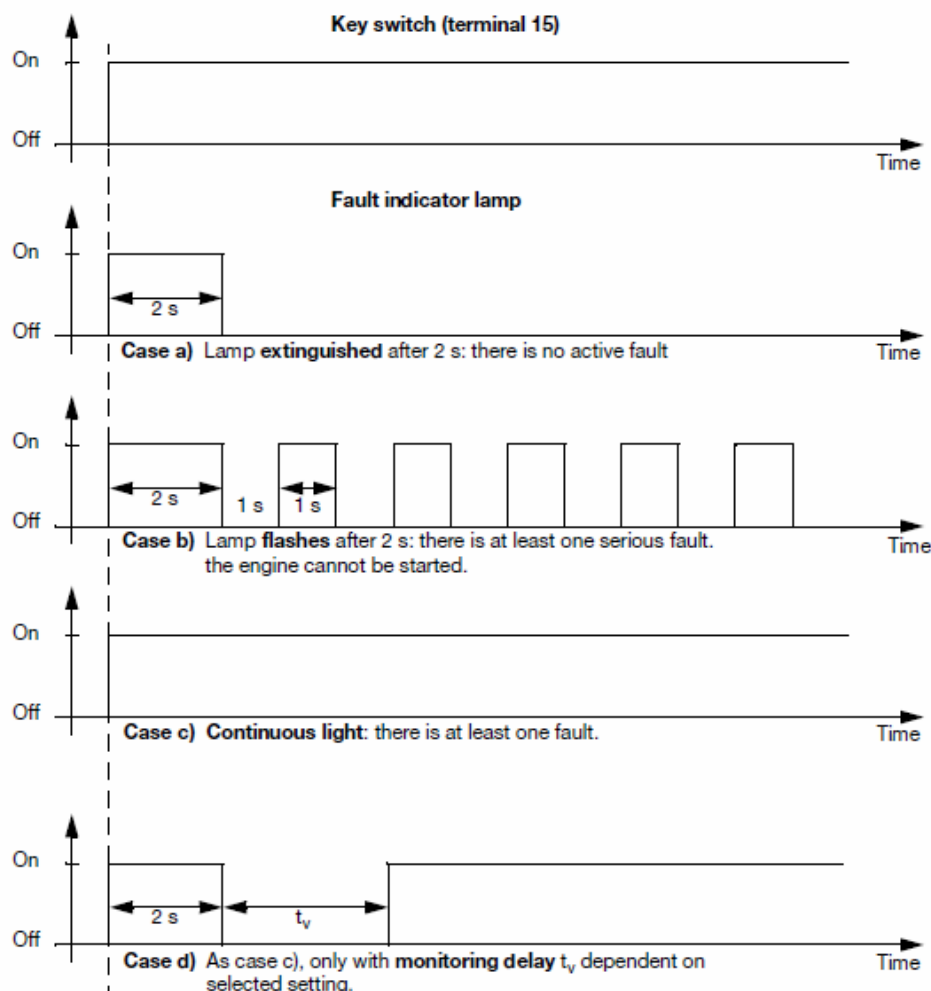 Key switch (terminal 15)
On
Off
Time
Fault indicator lamp
On
2 s
Off
Case a) Lamp extinguished after 2 s: there is no active fault
Time
On
2 s
1 s
1 s
Off
Case b) Lamp flashes after 2 s: there is at least one serious fault.
the engine cannot be started.
Time
On
Off
Case c) Continuous light: there is at least one fault.
Time
On
2 s
tv
Off
Case d) As case c), only with monitoring delay tv dependent on
selected setting.
Time